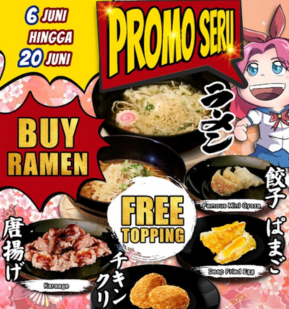 6 JUNI
HINGGA
20 JUNI
PROMO SERU
ラーメン
BUY
RAMEN
FREE
TOPPING
餃子
Famous Mini Gyoza
唐揚げ
Karaage
ぱまご
Deep Fried Egg
チキン
クリ